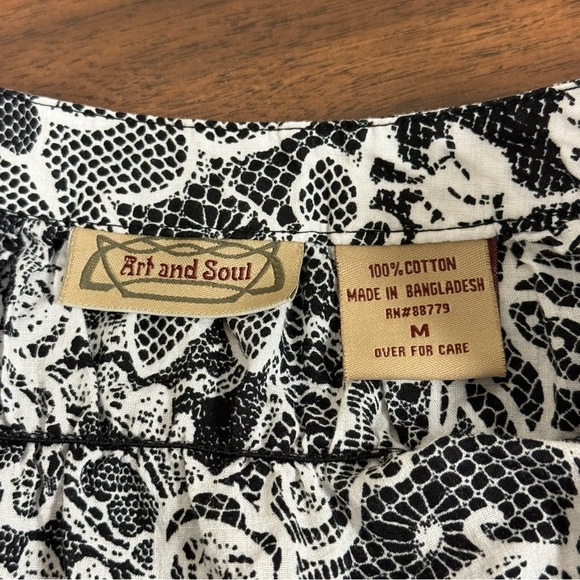 Art and Soul
100% COTTON
MADE IN BANGLADESH
RN#88779
M
OVER FOR CARE